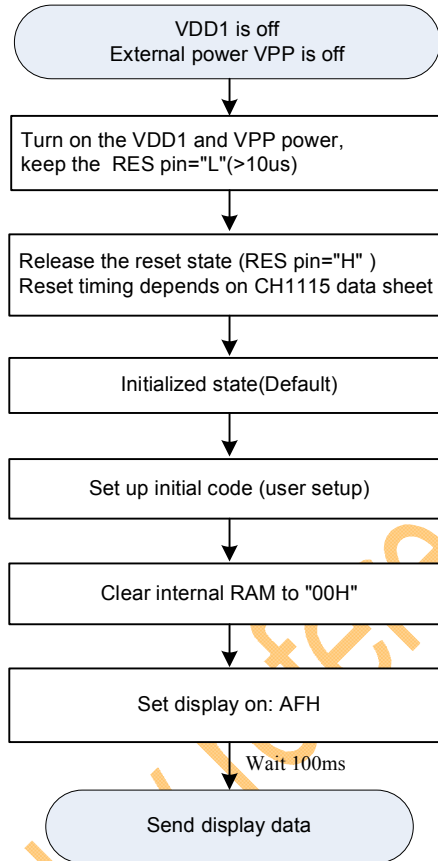 VDD1 is off
External power VPP is off
Turn on the VDD1 and VPP power,
keep the RES pin="L"(>10us)
Release the reset state (RES pin="H" )
Reset timing depends on CH1115 data sheet
Initialized state(Default)
Set up initial code (user setup)
Clear internal RAM to "00H"
Set display on: AFH
Wait 100ms
Send display data